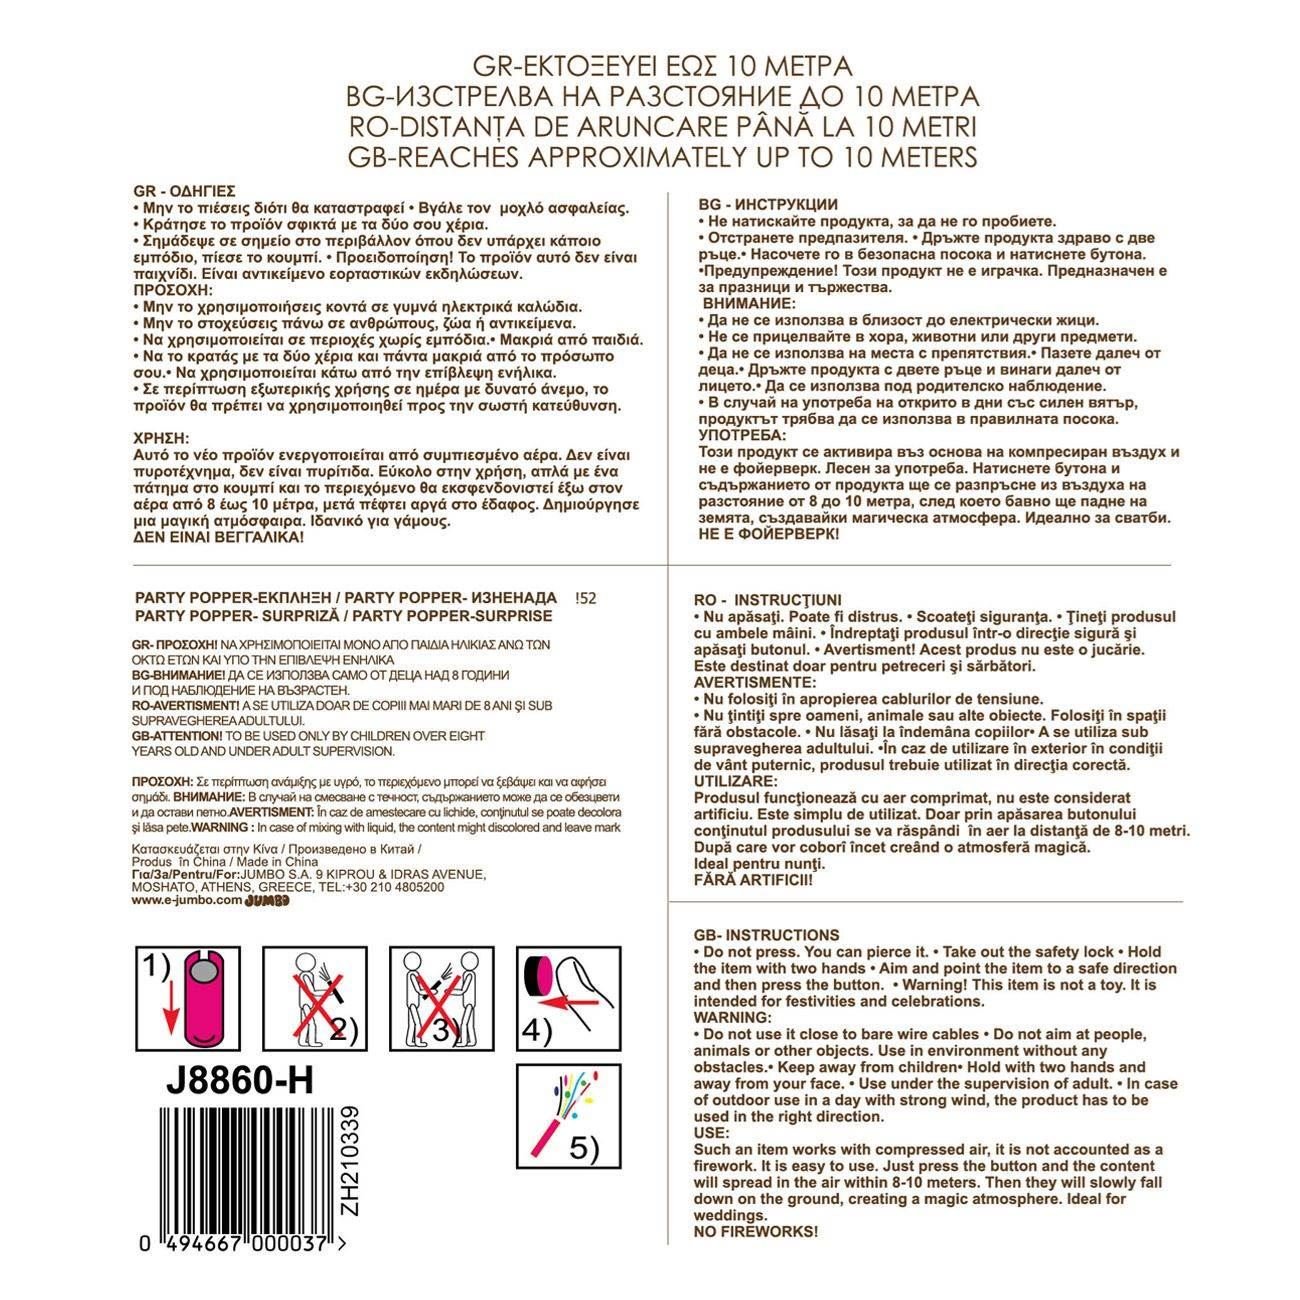 GR-ΕΚΤΟΞΕΥΕΙ ΕΩΣ 10 ΜΕΤΡΑ
BG-ИЗСТРЕЛВА НА РАЗСТОЯНИЕ ДО 10 МЕТРА
RO-DISTANȚA DE ARUNCARE PÂNĂ LA 10 METRI
GB-REACHES APPROXIMATELY UP TO 10 METERS
GR - ΟΔΗΓΙΕΣ
• Μην το πιέσεις διότι θα καταστραφεί • Βγάλε τον μοχλό ασφαλείας.
• Κράτησε το προϊόν σφικτά με τα δύο σου χέρια.
• Σημάδεψε σε σημείο στο περιβάλλον όπου δεν υπάρχει κάποιο
εμπόδιο, πίεσε το κουμπί. • Προειδοποίηση! Το προϊόν αυτό δεν είναι
παιχνίδι. Είναι αντικείμενο εορταστικών εκδηλώσεων.
ΠΡΟΣΟΧΗ:
• Μην το χρησιμοποιήσεις κοντά σε γυμνά ηλεκτρικά καλώδια.
• Μην το στοχεύσεις πάνω σε ανθρώπους, ζώα ή αντικείμενα.
• Να χρησιμοποιείται σε περιοχές χωρίς εμπόδια.• Μακριά από παιδιά.
• Να το κρατάς με τα δύο χέρια και πάντα μακριά από το πρόσωπο
σου.• Να χρησιμοποιείται κάτω από την επίβλεψη ενήλικα.
• Σε περίπτωση εξωτερικής χρήσης σε ημέρα με δυνατό άνεμο, το
προϊόν θα πρέπει να χρησιμοποιηθεί προς την σωστή κατεύθυνση.
ΧΡΗΣΗ:
Αυτό το νέο προϊόν ενεργοποιείται από συμπιεσμένο αέρα. Δεν είναι
πυροτέχνημα, δεν είναι πυρίτιδα. Εύκολο στην χρήση, απλά με ένα
πάτημα στο κουμπί και το περιεχόμενο θα εκσφενδονιστεί έξω στον
αέρα από 8 έως 10 μέτρα, μετά πέφτει αργά στο έδαφος. Δημιούργησε
μια μαγική ατμόσφαιρα. Ιδανικό για γάμους.
ΔΕΝ ΕΙΝΑΙ ΒΕΓΓΑΛΙΚΑ!
BG - ИНСТРУКЦИИ
• Не натискайте продукта, за да не го пробиете.
• Отстранете предпазителя. • Дръжте продукта здраво с две
ръце.• Насочете го в безопасна посока и натиснете бутона.
•Предупреждение! Този продукт не е играчка. Предназначен е
за празници и тържества.
ВНИМАНИЕ:
• Да не се използва в близост до електрически жици.
• Не се прицелвайте в хора, животни или други предмети.
• Да не се използва на места с препятствия.• Пазете далеч от
деца.• Дръжте продукта с двете ръце и винаги далеч от
лицето.• Да се използва под родителско наблюдение.
• В случай на употреба на открито в дни със силен вятър,
продуктът трябва да се използва в правилната посока.
УПОТРЕБА:
Този продукт се активира въз основа на компресиран въздух и
не е фойерверк. Лесен за употреба. Натиснете бутона и
съдържанието от продукта ще се разпръсне из въздуха на
разстояние от 8 до 10 метра, след което бавно ще падне на
земята, създавайки магическа атмосфера. Идеално за сватби.
НЕ Е ФОЙЕРВЕРК!
PARTY POPPER-ΕΚΠΛΗΞΗ / PARTY POPPER- ИЗНЕНАДА !52
PARTY POPPER- SURPRIZĂ / PARTY POPPER-SURPRISE
GR- ΠΡΟΣΟΧΗ! ΝΑ ΧΡΗΣΙΜΟΠΟΙΕΙΤΑΙ ΜΟΝΟ ΑΠΟ ΠΑΙΔΙΑ ΗΛΙΚΙΑΣ ΑΝΩ ΤΩΝ
ΟΚΤΩ ΕΤΩΝ ΚΑΙ ΥΠΟ ΤΗΝ ΕΠΙΒΛΕΨΗ ΕΝΗΛΙΚΑ
BG-ВНИМАНИЕ! ДА СЕ ИЗПОЛЗВА САМО ОТ ДЕЦА НАД 8 ГОДИНИ
И ПОД НАБЛЮДЕНИЕ НА ВЪЗРАСТЕН.
RO-AVERTISMENT! A SE UTILIZA DOAR DE COPIII MAI MARI DE 8 ANI ŞI SUB
SUPRAVEGHEREA ADULTULUI.
GB-ATTENTION! TO BE USED ONLY BY CHILDREN OVER EIGHT
YEARS OLD AND UNDER ADULT SUPERVISION.
ΠΡΟΣΟΧΗ: Σε περίπτωση ανάμιξης με υγρό, το περιεχόμενο μπορεί να ξεβάψει και να αφήσει
σημάδι. ВНИМАНИЕ: В случай на смесване с течност, съдържанието може да се обезцвети
и да остави петно.AVERTISMENT: În caz de amestecare cu lichide, conţinutul se poate decolora
şi lăsa pete.WARNING : In case of mixing with liquid, the content might discolored and leave mark
Κατασκευάζεται στην Κίνα / Произведено в Китай /
Produs în China / Made in China
Για/За/Pentru/For:JUMBO S.A. 9 KIPROU & IDRAS AVENUE,
MOSHATO, ATHENS, GREECE, TEL:+30 210 4805200
www.e-jumbo.com JUMBO
RO - INSTRUCŢIUNI
• Nu apăsaţi. Poate fi distrus. • Scoateţi siguranţa. • Ţineţi produsul
cu ambele mâini. • Îndreptaţi produsul într-o direcţie sigură şi
apăsaţi butonul. • Avertisment! Acest produs nu este o jucărie.
Este destinat doar pentru petreceri şi sărbători.
AVERTISMENTE:
• Nu folosiţi în apropierea cablurilor de tensiune.
• Nu ţintiţi spre oameni, animale sau alte obiecte. Folosiţi în spaţii
fără obstacole. • Nu lăsaţi la îndemâna copiilor• A se utiliza sub
supravegherea adultului. •În caz de utilizare în exterior în condiţii
de vânt puternic, produsul trebuie utilizat în direcţia corectă.
UTILIZARE:
Produsul funcţionează cu aer comprimat, nu este considerat
artificiu. Este simplu de utilizat. Doar prin apăsarea butonului
conţinutul produsului se va răspândi în aer la distanţă de 8-10 metri.
După care vor coborî încet creând o atmosferă magică.
Ideal pentru nunţi.
FĂRĂ ARTIFICII!
GB- INSTRUCTIONS
• Do not press. You can pierce it. • Take out the safety lock • Hold
the item with two hands • Aim and point the item to a safe direction
and then press the button. • Warning! This item is not a toy. It is
intended for festivities and celebrations.
WARNING:
• Do not use it close to bare wire cables • Do not aim at people,
animals or other objects. Use in environment without any
obstacles.• Keep away from children• Hold with two hands and
away from your face. • Use under the supervision of adult. • In case
of outdoor use in a day with strong wind, the product has to be
used in the right direction.
USE:
Such an item works with compressed air, it is not accounted as a
firework. It is easy to use. Just press the button and the content
will spread in the air within 8-10 meters. Then they will slowly fall
down on the ground, creating a magic atmosphere. Ideal for
weddings.
NO FIREWORKS!
1)
2)
3)
4)
5)
J8860-H
ZH210339
0 494667 000037 >